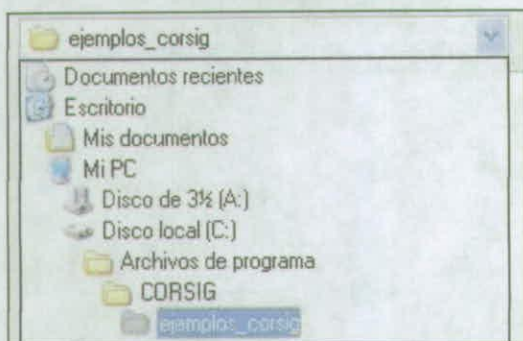 ejemplos_corsig
Documentos recientes
Escritorio
Mis documentos
Mi PC
Disco de 3½ (A:)
Disco local (C:)
Archivos de programa
CORSIG
ejemplos_corsig